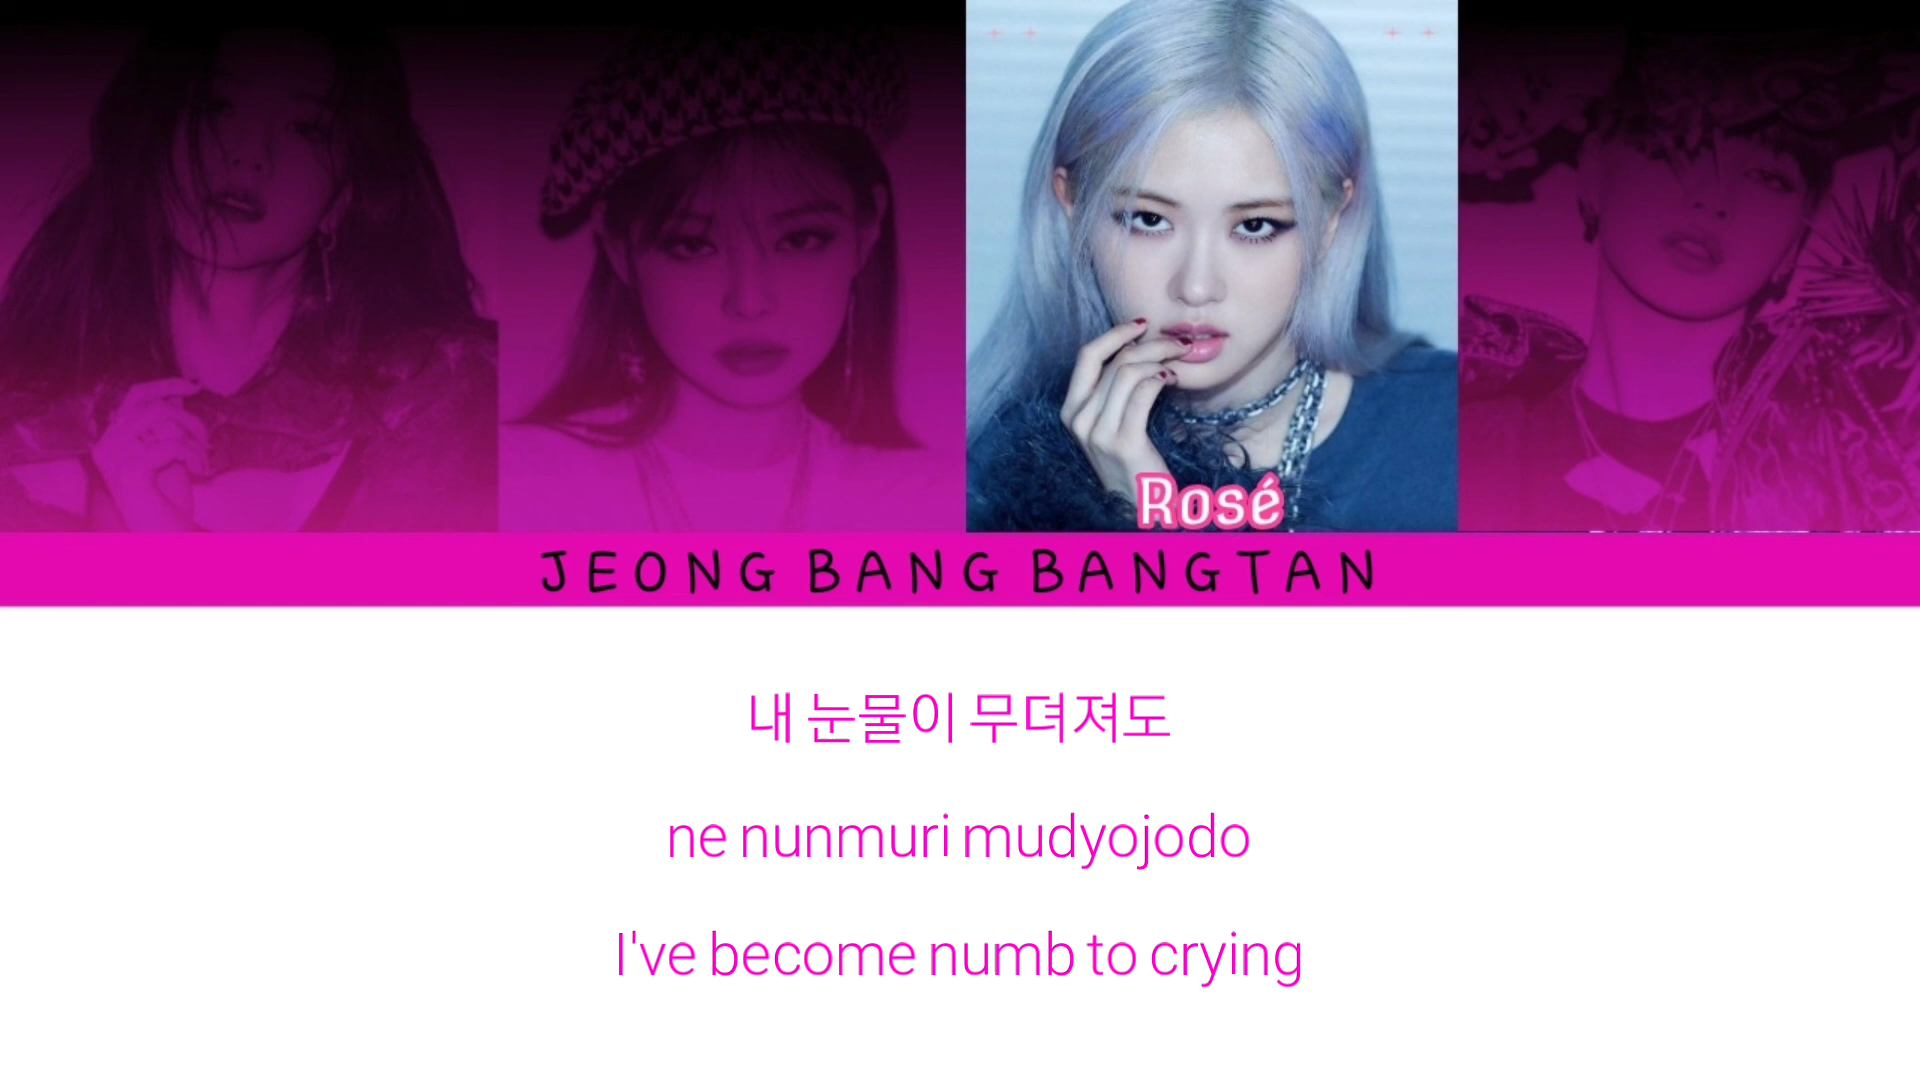 Rosé
JEONG BANG BANGTAN
내 눈물이 무뎌져도
ne nunmuri mudyojodo
I've become numb to crying